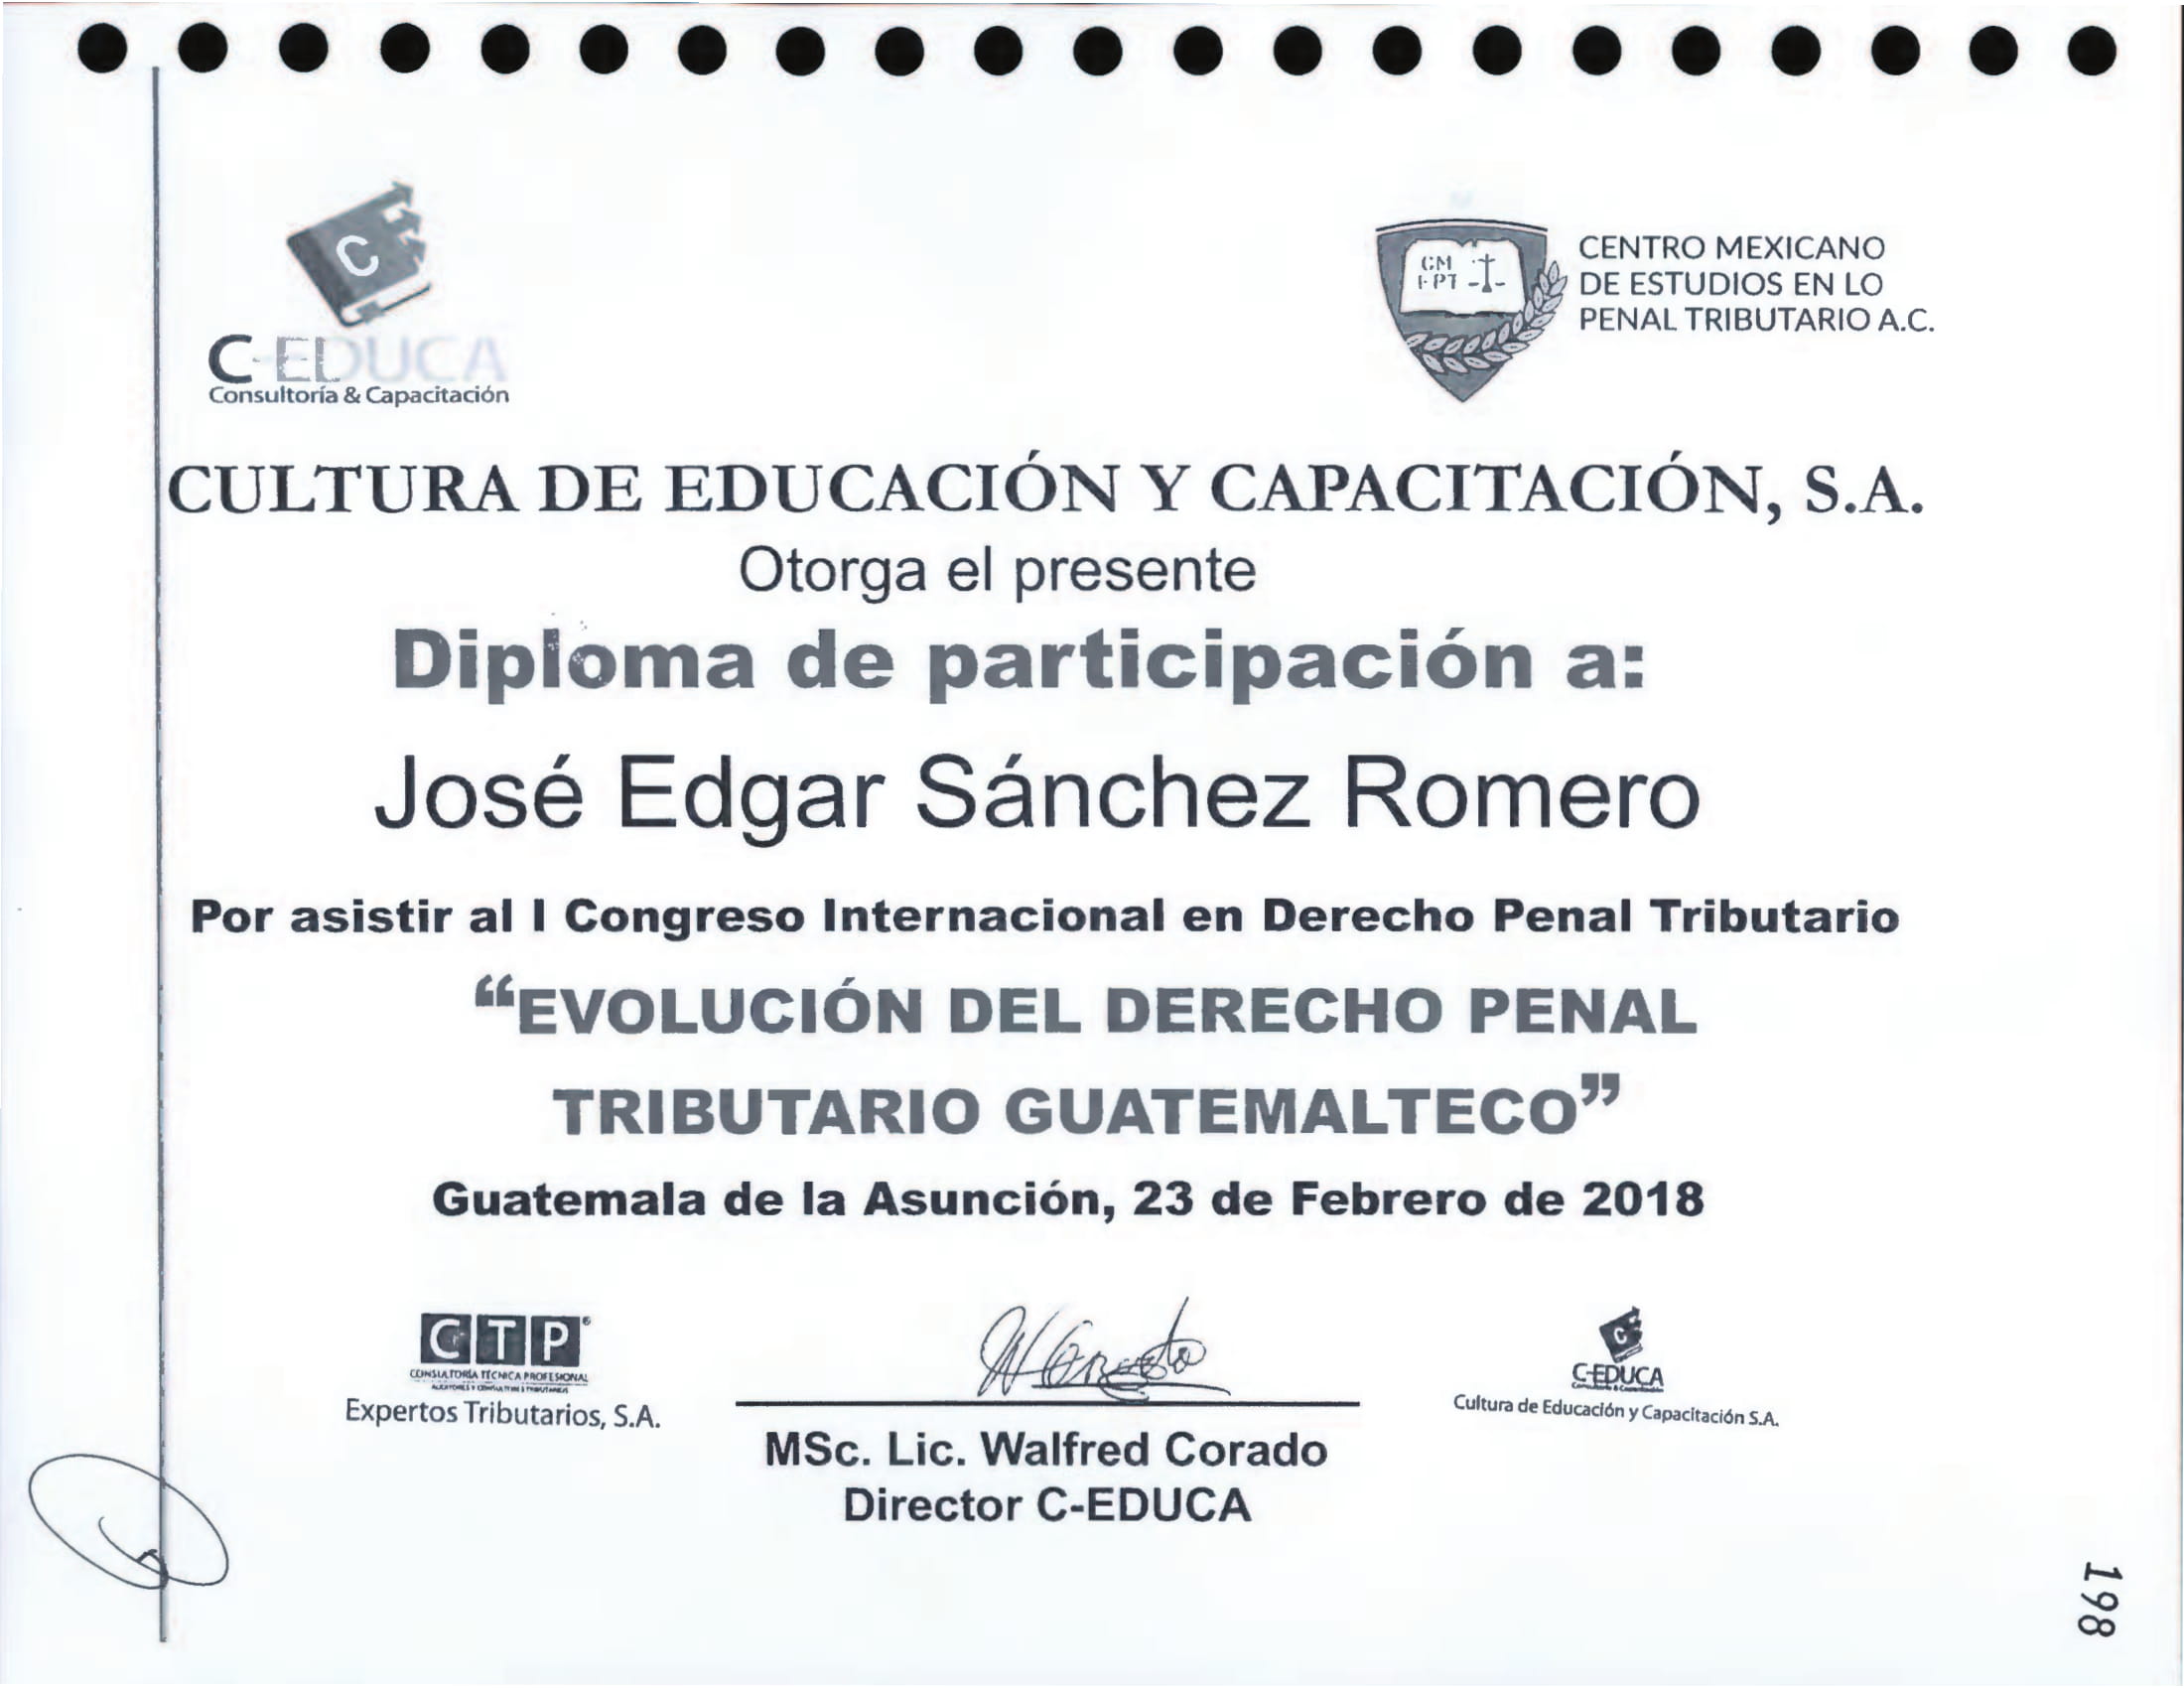 C
C-EDUCA
Consultoría & Capacitación
CM
EPT
CENTRO MEXICANO
DE ESTUDIOS EN LO
PENAL TRIBUTARIO A.C.
CULTURA DE EDUCACIÓN Y CAPACITACIÓN, S.A.
Otorga el presente
Diploma de participación a:
José Edgar Sánchez Romero
Por asistir al I Congreso Internacional en Derecho Penal Tributario
“EVOLUCIÓN DEL DERECHO PENAL
TRIBUTARIO GUATEMALTECO”
Guatemala de la Asunción, 23 de Febrero de 2018
CTP
CONSULTORÍA TÉCNICA PROFESIONAL
Expertos Tributarios, S.A.
MSc. Lic. Walfred Corado
Director C-EDUCA
C
C-EDUCA
Cultura de Educación y Capacitación S.A.
198